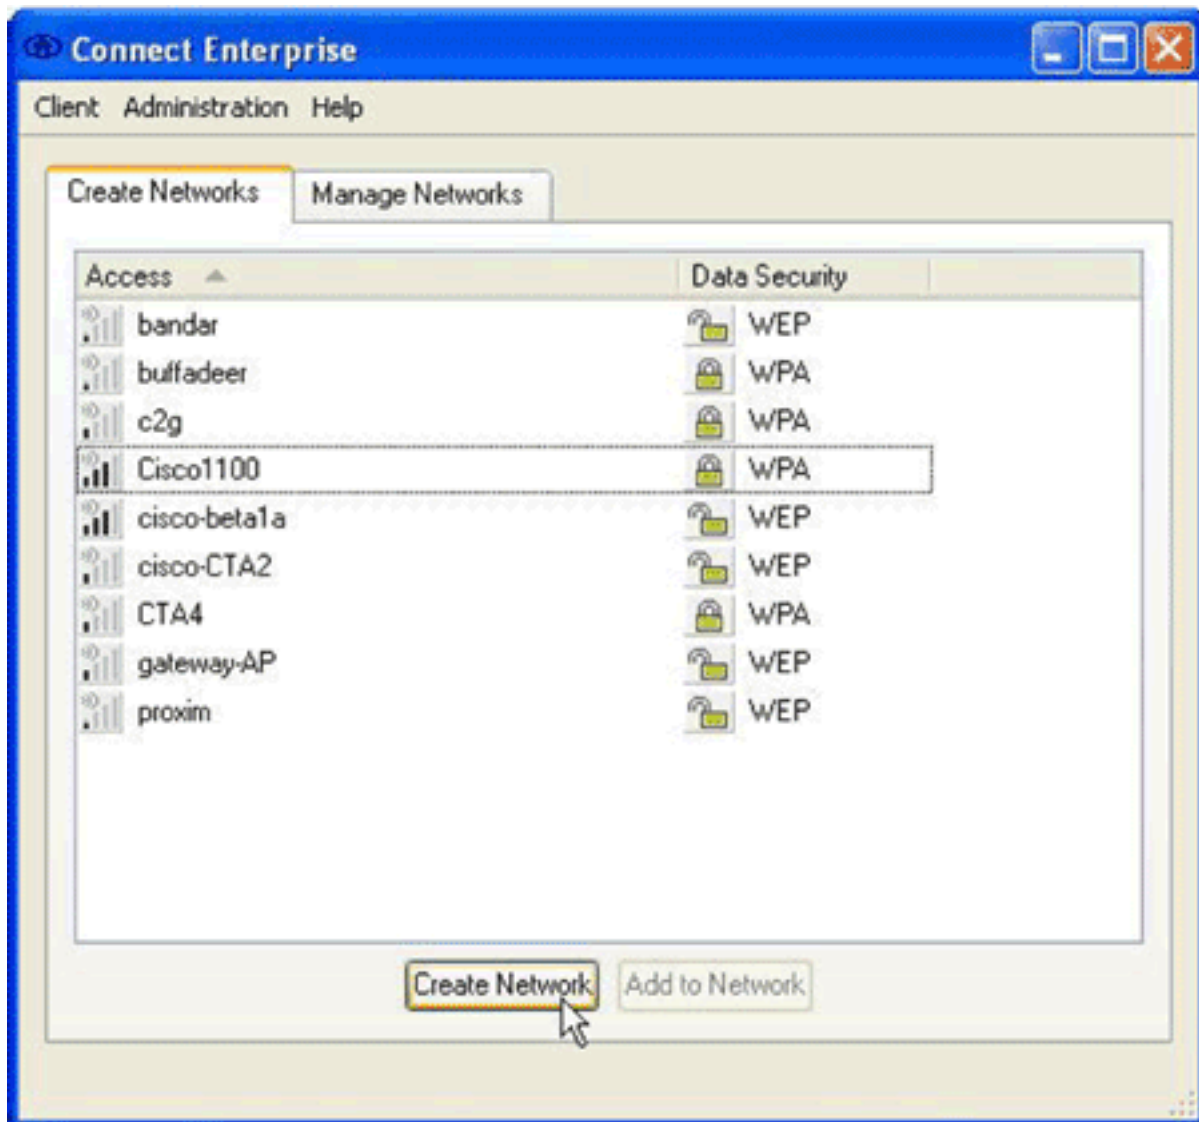 Connect Enterprise
Client Administration Help
Create Networks Manage Networks
Access Data Security
bandar WEP
buffadeer WPA
c2g WPA
Cisco1100 WPA
cisco-beta1a WEP
cisco-CTA2 WEP
CTA4 WPA
gateway-AP WEP
proxim WEP
Create Network Add to Network